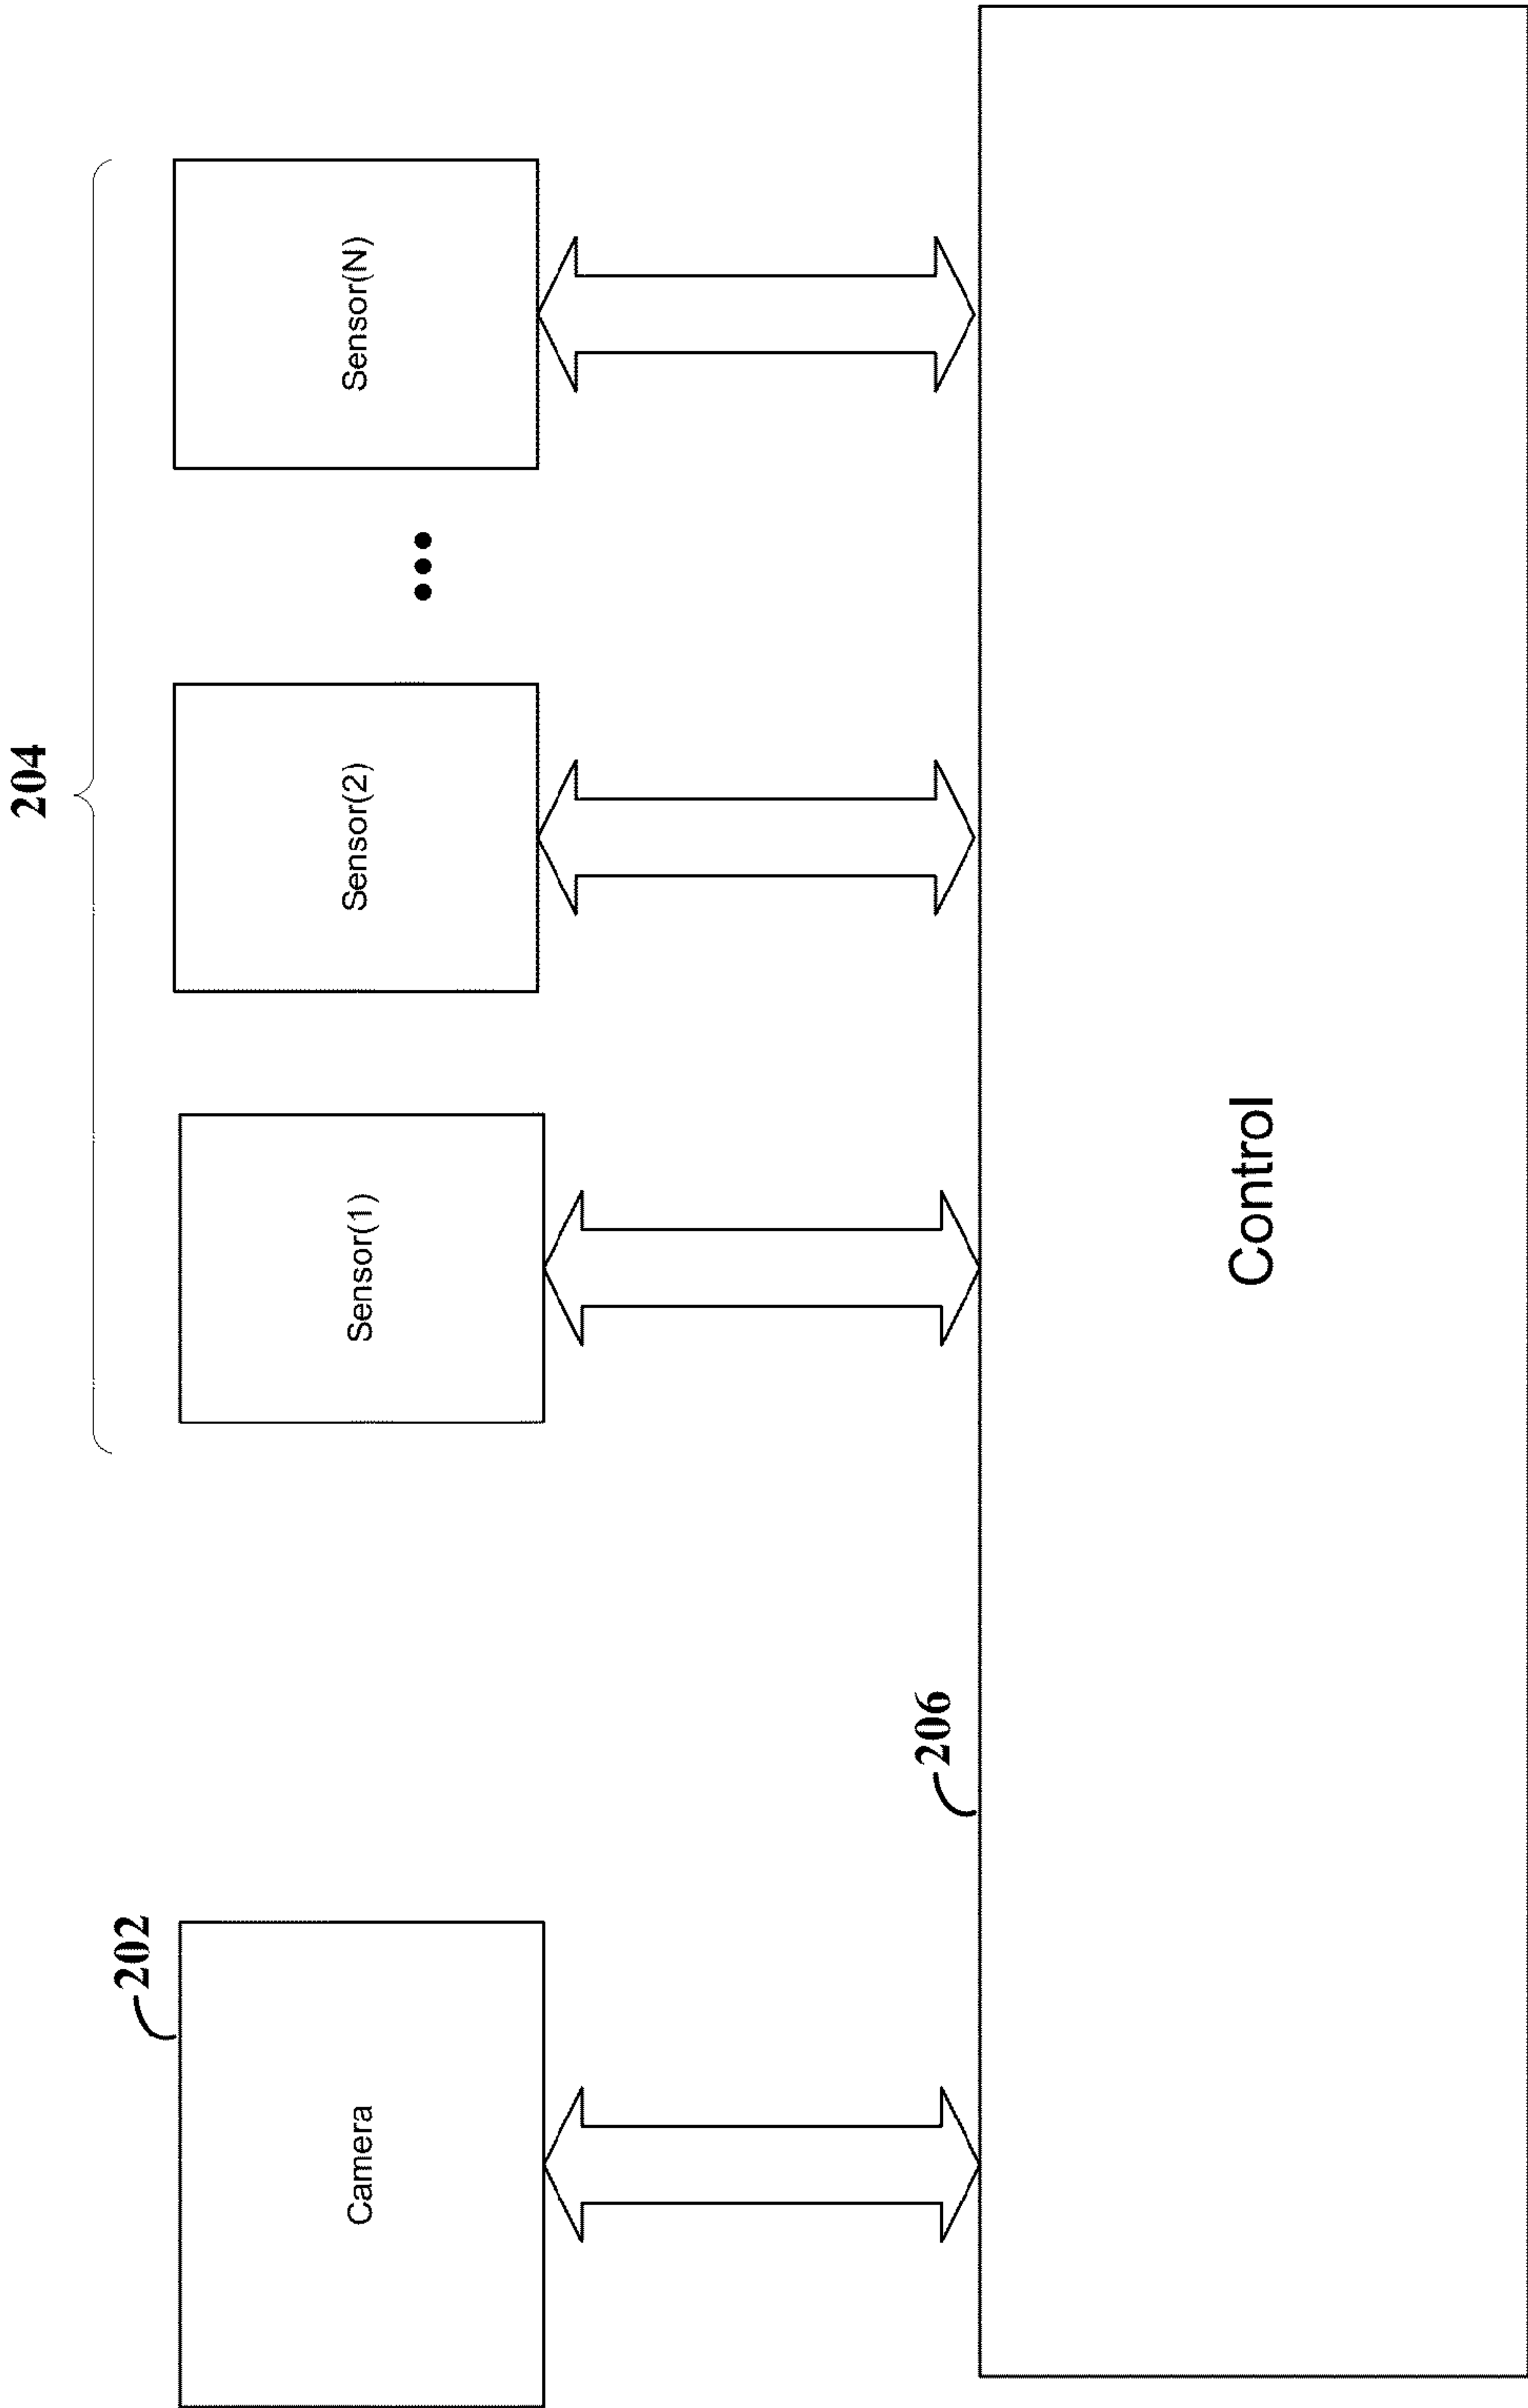 204
202
Camera
Sensor(1)
Sensor(2)
Sensor(N)
206
Control